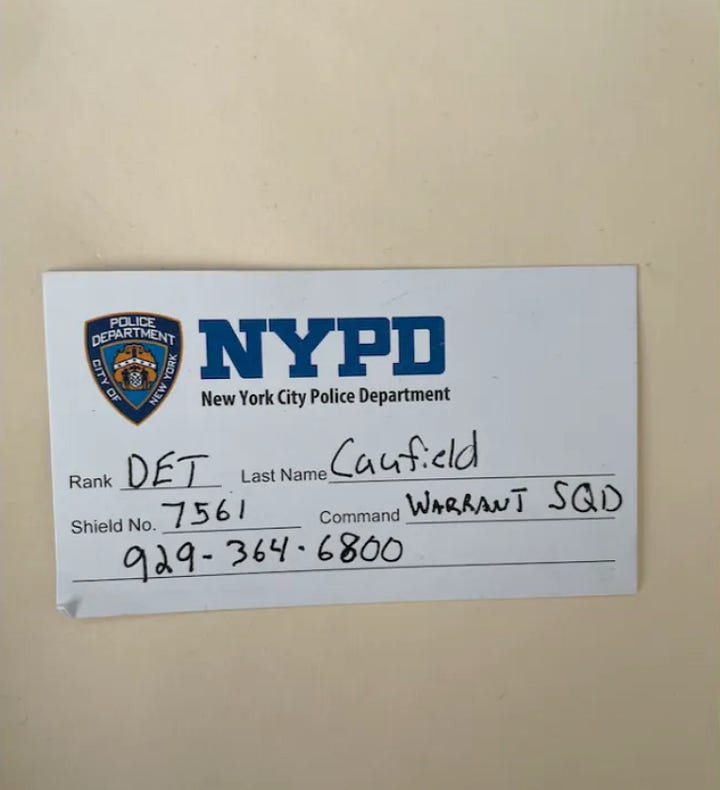 POLICE
DEPARTMENT
CITY OF
NEW YORK
NYPD
New York City Police Department
Rank DET Last Name Caufield
Shield No. 7561 Command WARRANT SQD
929-364-6800